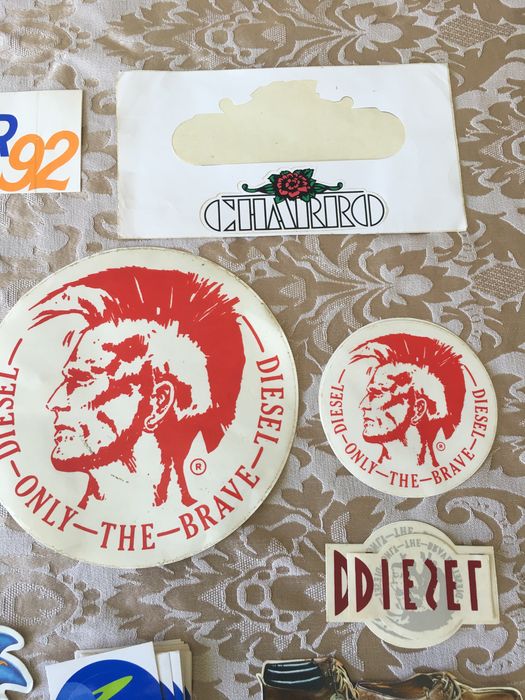 R92
CHARRO
DIESEL—ONLY—THE—BRAVE—DIESEL
®
DIESEL—ONLY—THE—BRAVE—DIESEL
®
DDIESEL